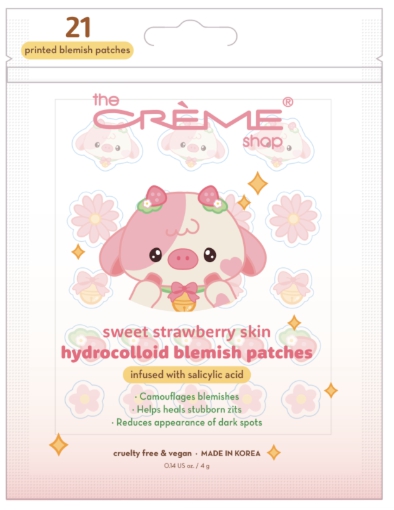 21
printed blemish patches
the
CRÈME®
shop
sweet strawberry skin
hydrocolloid blemish patches
infused with salicylic acid
· Camouflages blemishes
· Helps heals stubborn zits
· Reduces appearance of dark spots
cruelty free & vegan · MADE IN KOREA
0.14 US oz. / 4 g